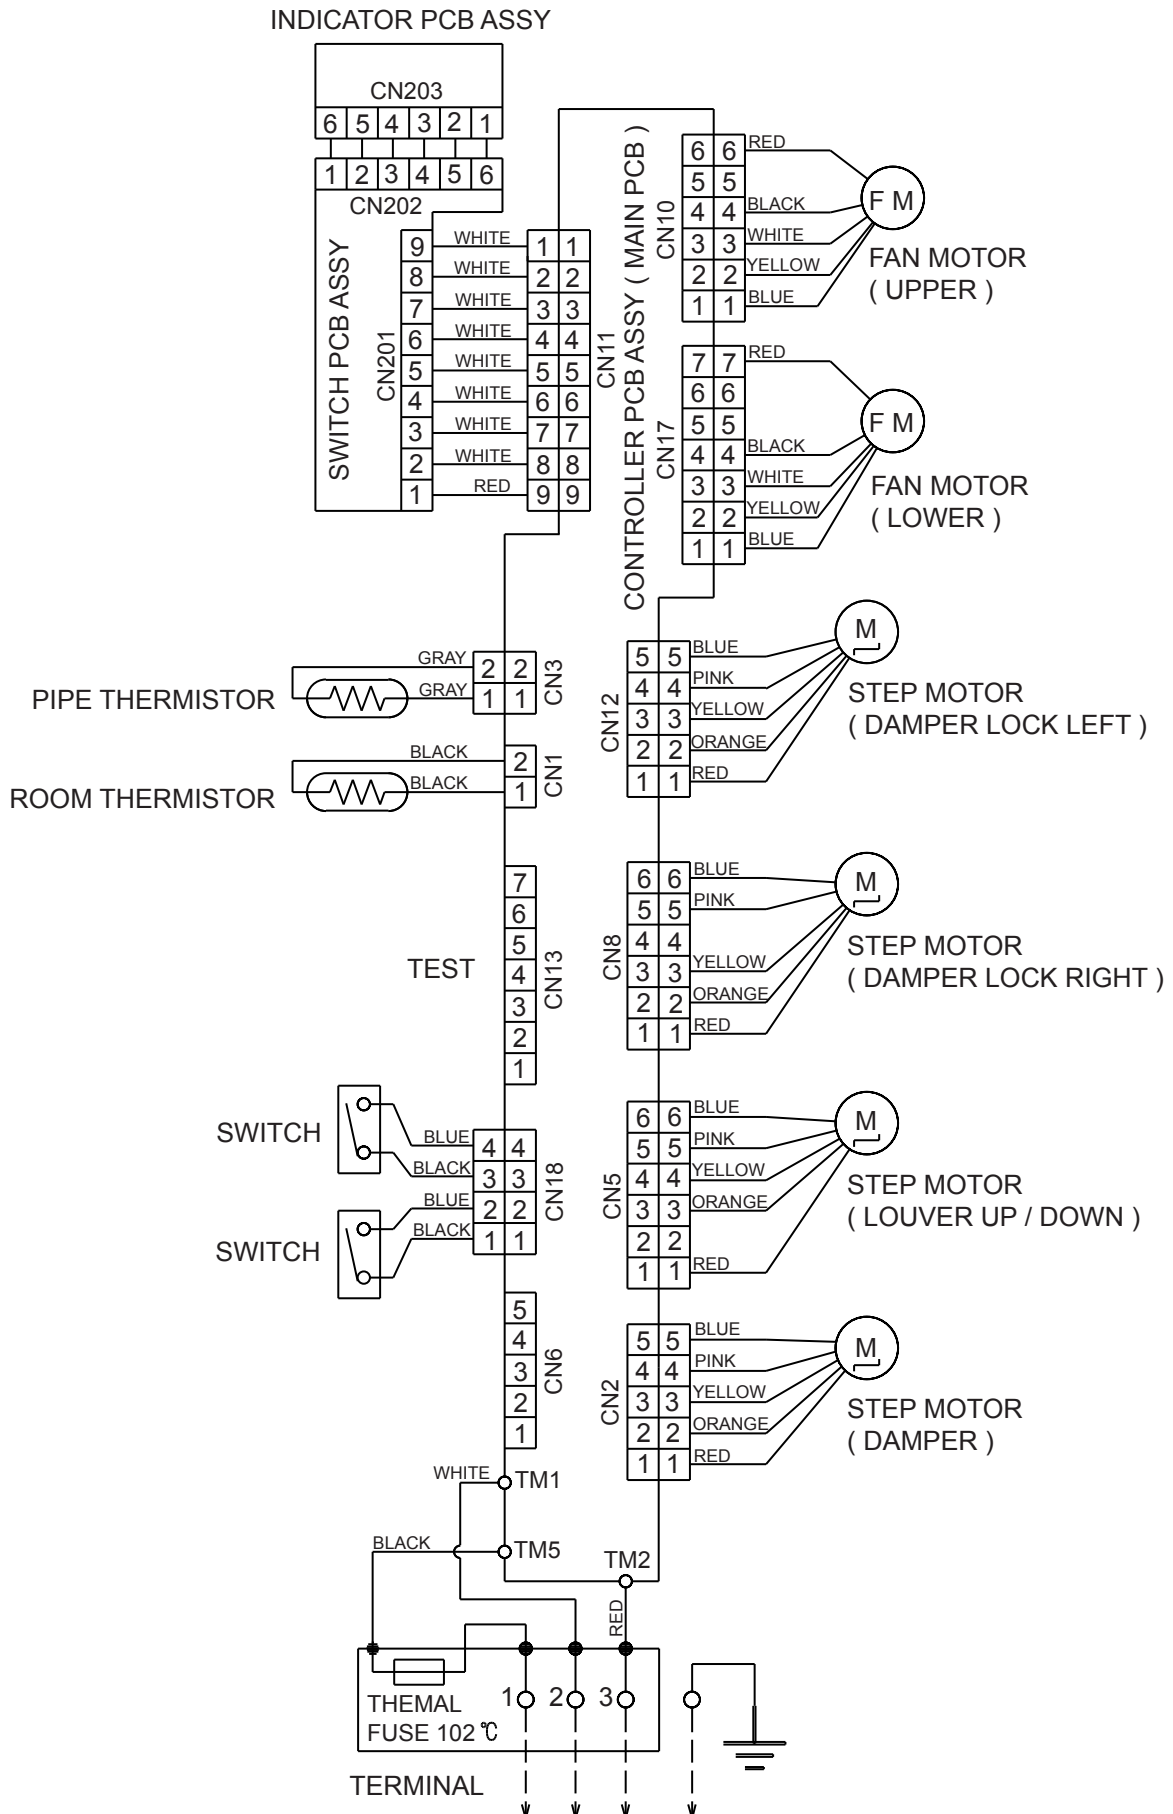 INDICATOR PCB ASSY
CN203
6 5 4 3 2 1
1 2 3 4 5 6
CN202
SWITCH PCB ASSY
CN201
9 WHITE 1 1
8 WHITE 2 2
7 WHITE 3 3
6 WHITE 4 4
5 WHITE 5 5
4 WHITE 6 6
3 WHITE 7 7
2 WHITE 8 8
1 RED 9 9
CN11
CONTROLLER PCB ASSY ( MAIN PCB )
CN10
6 6 RED
5 5
4 4 BLACK
3 3 WHITE
2 2 YELLOW
1 1 BLUE
F M
FAN MOTOR
( UPPER )
CN17
7 7 RED
6 6
5 5
4 4 BLACK
3 3 WHITE
2 2 YELLOW
1 1 BLUE
F M
FAN MOTOR
( LOWER )
PIPE THERMISTOR
GRAY 2 2
GRAY 1 1
CN3
ROOM THERMISTOR
BLACK 2
BLACK 1
CN1
CN12
5 5 BLUE
4 4 PINK
3 3 YELLOW
2 2 ORANGE
1 1 RED
M
STEP MOTOR
( DAMPER LOCK LEFT )
TEST
7
6
5
4
3
2
1
CN13
CN8
6 6 BLUE
5 5 PINK
4 4
3 3 YELLOW
2 2 ORANGE
1 1 RED
M
STEP MOTOR
( DAMPER LOCK RIGHT )
SWITCH
BLUE 4 4
BLACK 3 3
SWITCH
BLUE 2 2
BLACK 1 1
CN18
CN5
6 6 BLUE
5 5 PINK
4 4 YELLOW
3 3 ORANGE
2 2
1 1 RED
M
STEP MOTOR
( LOUVER UP / DOWN )
5
4
3
2
1
CN6
CN2
5 5 BLUE
4 4 PINK
3 3 YELLOW
2 2 ORANGE
1 1 RED
M
STEP MOTOR
( DAMPER )
WHITE TM1
BLACK TM5
TM2
RED
1 2 3
THEMAL
FUSE 102 ℃
TERMINAL